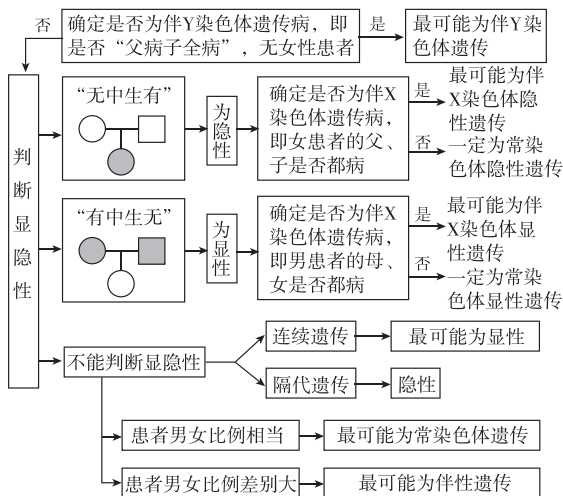 否
确定是否为伴Y染色体遗传病，即
是否“父病子全病”，无女性患者
是
最可能为伴Y染
色体遗传
判断显隐性
“无中生有”
为隐性
确定是否为伴X
染色体遗传病，
即女患者的父、
子是否都病
是
最可能为伴
X染色体隐
性遗传
否
一定为常染
色体隐性遗传
“有中生无”
为显性
确定是否为伴X
染色体遗传病，
即男患者的母、
女是否都病
是
最可能为伴
X染色体显
性遗传
否
一定为常染
色体显性遗传
不能判断显隐性
连续遗传
最可能为显性
隔代遗传
隐性
患者男女比例相当
最可能为常染色体遗传
患者男女比例差别大
最可能为伴性遗传